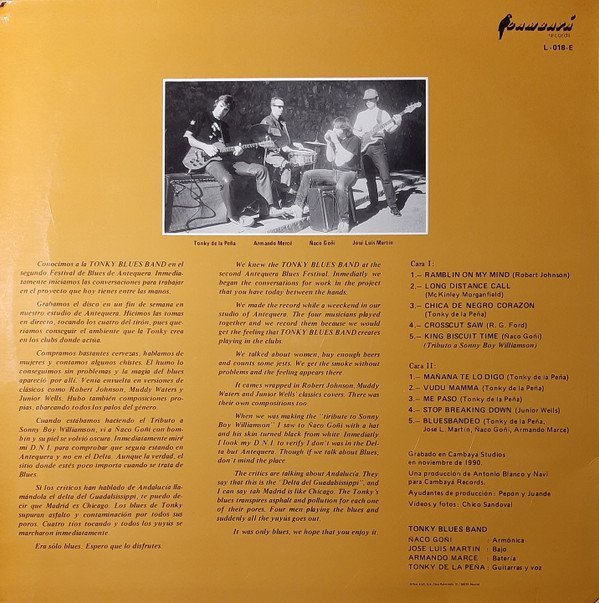 cambayá
records
L-018-E
Tonky de la Peña Armando Marcé Ñaco Goñi José Luis Martín
Conocimos a la TONKY BLUES BAND en el
segundo Festival de Blues de Antequera. Inmedia-
tamente iniciamos las conversaciones para trabajar
en el proyecto que hoy tienes entre las manos.
Grabamos el disco en un fin de semana en
nuestro estudio de Antequera. Hicimos las tomas
en directo, tocando los cuatro del tirón, pues que-
ríamos conseguir el ambiente que la Tonky crea
en los clubs donde actúa.
Compramos bastantes cervezas, hablamos de
mujeres y contamos algunos chistes. El humo lo
conseguimos sin problemas y la magia del blues
apareció por allí. Venía envuelta en versiones de
clásicos como Robert Johnson, Muddy Waters y
Junior Wells. Hubo también composiciones pro-
pias, abarcando todos los palos del género.
Cuando estábamos haciendo el Tributo a
Sonny Boy Williamson, vi a Ñaco Goñi con bom-
bín y su piel se volvió oscura. Inmediatamente miré
mi D.N.I. para comprobar que seguía estando en
Antequera y no en el Delta. Aunque la verdad, el
sitio donde estés poco importa cuando se trata de
Blues.
Si los críticos han hablado de Andalucía lla-
mándola el delta del Guadalsissippi, te puedo de-
cir que Madrid es Chicago. Los blues de Tonky
supuran asfalto y contaminación por todos sus
poros. Cuatro tíos tocando y todos los yuyus se
marcharon inmediatamente.
Era sólo blues. Espero que lo disfrutes.
We knew the TONKY BLUES BAND at the
second Antequera Blues Festival. Inmediatly we
began the conversations for work in the project
that you have today between the hands.
We made the record while a weeckend in our
studio of Antequera. The four musicians played
together and we record them because we would
get the feeling that TONKY BLUES BAND creates
playing in the clubs.
We talked about women, buy enough beers
and counts some jests. We get the smoke without
problems and the feeling appears there.
It cames wrapped in Robert Johnson, Muddy
Waters and Junior Wells' classics covers. There was
their own compositions too.
When we was making the "tiribute to Sonny
Boy Williamson" I saw to Ñaco Goñi with a hat
and his skin turned black from white. Inmediatly
I look my D.N.I. to verify I don't was in the Del-
ta but Antequera. Though if we talk about Blues,
don't mind the place.
The critics are talking about Andalucía. They
say that this is the "Delta del Guadalsissippi", and
I can say tah Madrid is like Chicago. The Tonky's
blues transpires asphalt and pollution for each one
of their pores. Four men playing the blues and
suddenly all the yuyus goes out.
It was only blues, we hope that you enjoy it.
Cara I:
1.— RAMBLIN ON MY MIND (Robert Johnson)
2.— LONG DISTANCE CALL
(McKinley Morganfield)
3.— CHICA DE NEGRO CORAZON
(Tonky de la Peña)
4.— CROSSCUT SAW (R. G. Ford)
5.— KING BISCUIT TIME (Ñaco Goñi)
(Tributo a Sonny Boy Williamson)
Cara II:
1.— MAÑANA TE LO DIGO (Tonky de la Peña)
2.— VUDU MAMMA (Tonky de la Peña)
3.— ME PASO (Tonky de la Peña)
4.— STOP BREAKING DOWN (Junior Wells)
5.— BLUESBANDEO (Tonky de la Peña,
José L. Martín, Ñaco Goñi, Armando Marce)
Grabado en Cambaya Studios
en noviembre de 1990.
Una producción de Antonio Blanco y Navi
para Cambayá Records.
Ayudantes de producción: Pepon y Juande
Vídeos y fotos: Chico Sandoval
TONKY BLUES BAND
ÑACO GOÑI : Armónica
JOSE LUIS MARTIN : Bajo
ARMANDO MARCE : Batería
TONKY DE LA PEÑA : Guitarras y voz